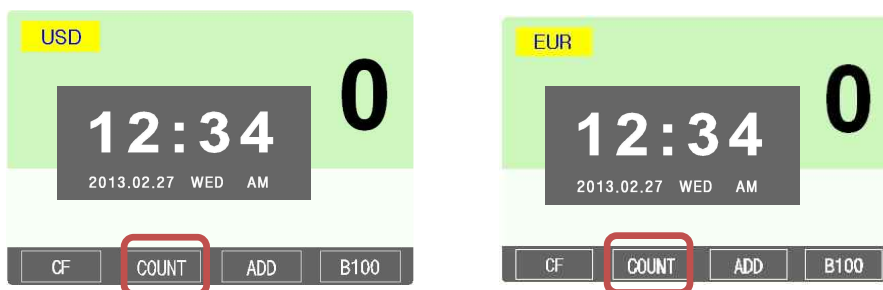 USD
0
12:34
2013.02.27 WED AM
CF COUNT ADD B100
EUR
0
12:34
2013.02.27 WED AM
CF COUNT ADD B100